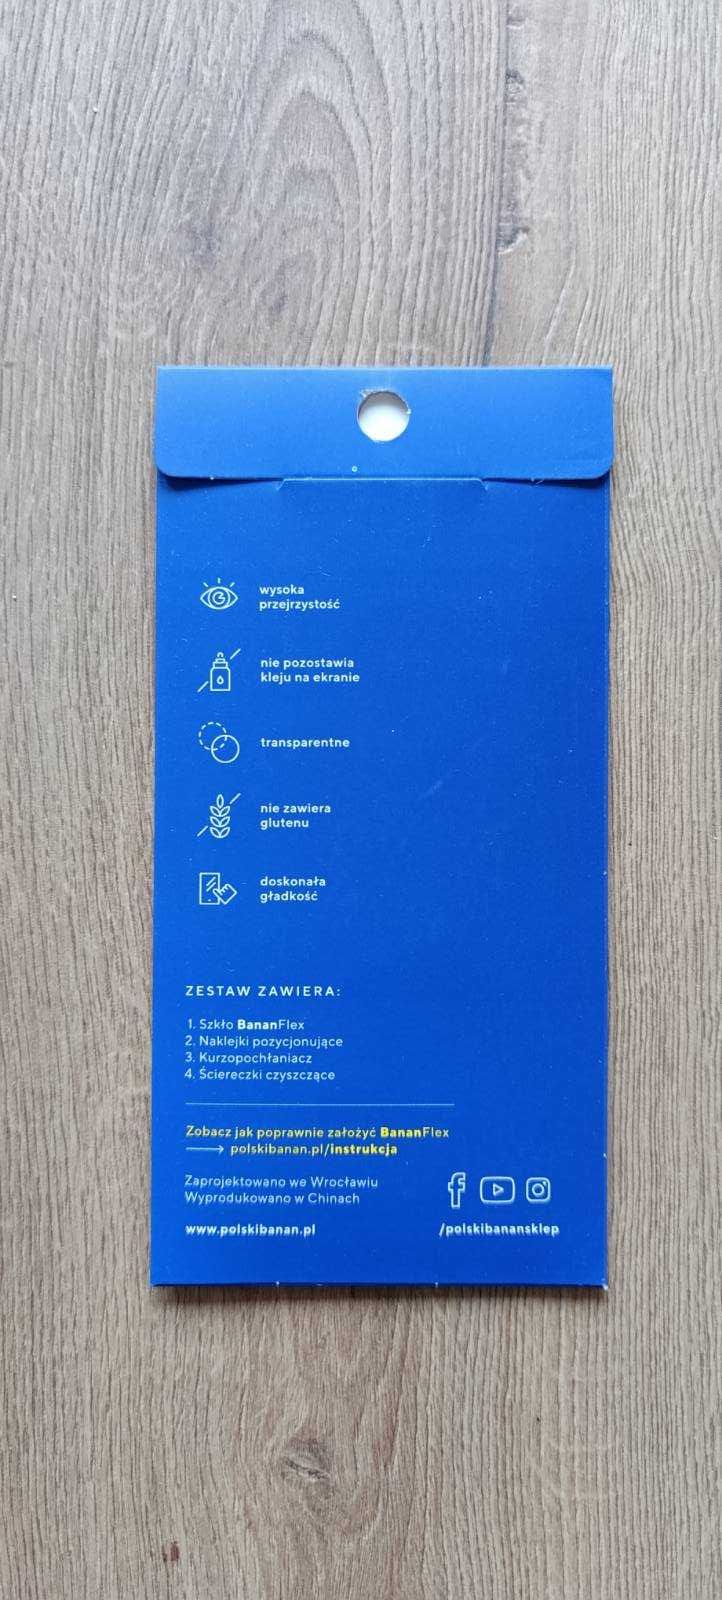 wysoka
przejrzystość
nie pozostawia
kleju na ekranie
transparentne
nie zawiera
glutenu
doskonała
gładkość
ZESTAW ZAWIERA:
1. Szkło BananFlex
2. Naklejki pozycjonujące
3. Kurzopochłaniacz
4. Ściereczki czyszczące
Zobacz jak poprawnie założyć BananFlex
→ polskibanan.pl/instrukcja
Zaprojektowano we Wrocławiu
Wyprodukowano w Chinach
www.polskibanan.pl
/polskibanansklep